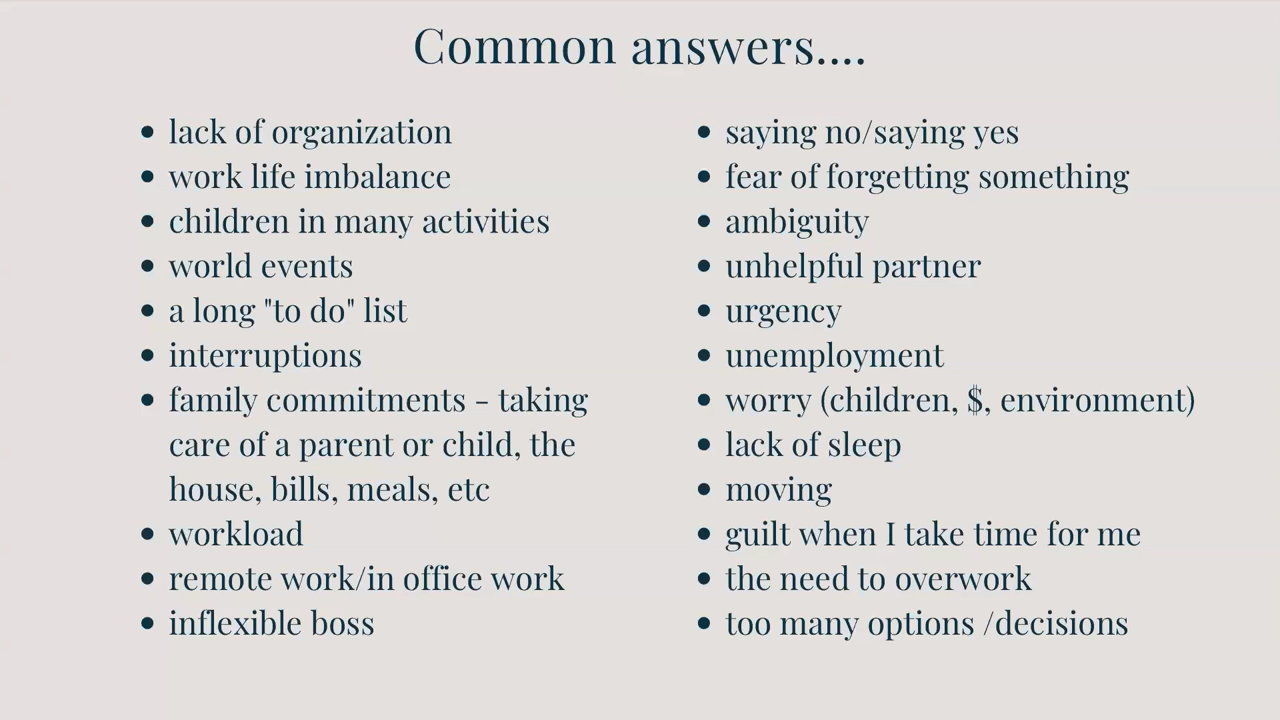 Common answers....
• lack of organization
• work life imbalance
• children in many activities
• world events
• a long "to do" list
• interruptions
• family commitments - taking
care of a parent or child, the
house, bills, meals, etc
• workload
• remote work/in office work
• inflexible boss
• saying no/saying yes
• fear of forgetting something
• ambiguity
• unhelpful partner
• urgency
• unemployment
• worry (children, $, environment)
• lack of sleep
• moving
• guilt when I take time for me
• the need to overwork
• too many options /decisions